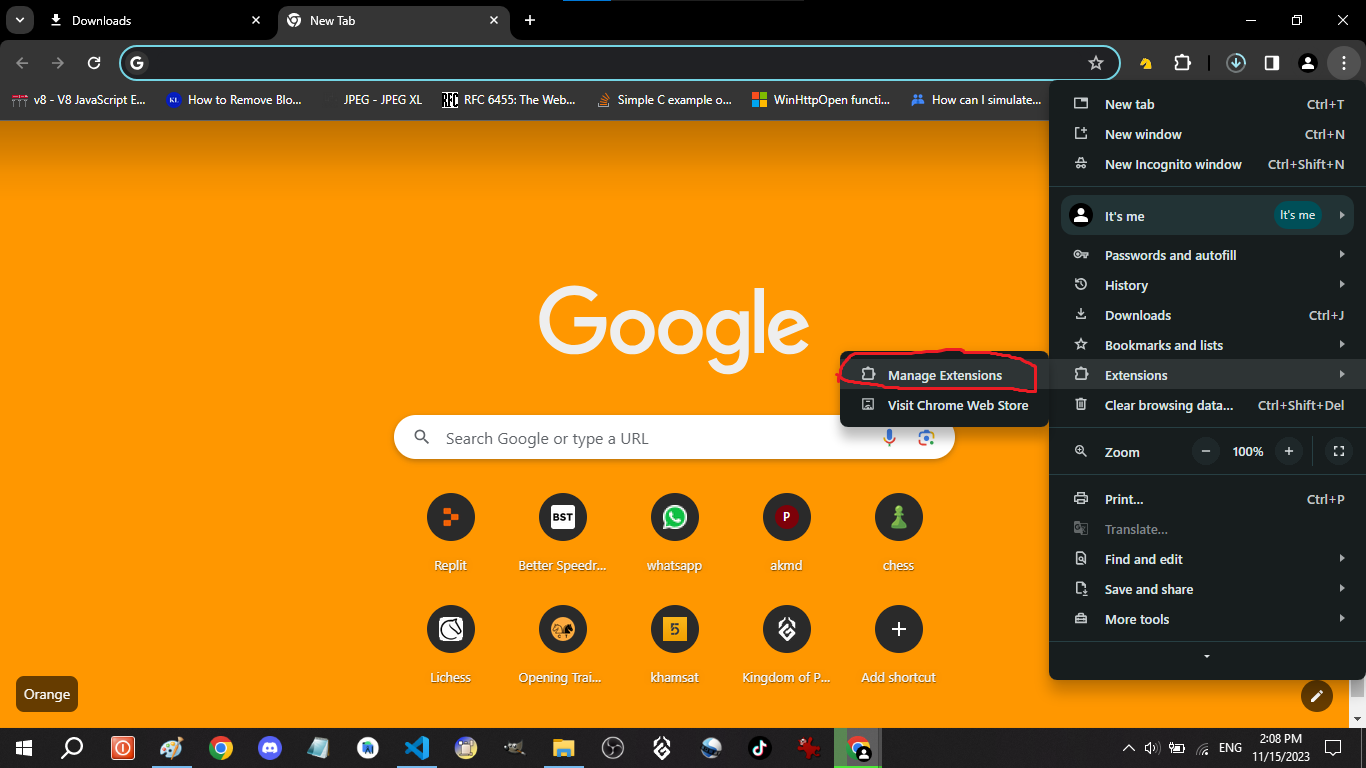 Downloads
New Tab
v8 - V8 JavaScript E...
KL
How to Remove Blo...
JPEG - JPEG XL
RFC
RFC 6455: The Web...
Simple C example o...
WinHttpOpen functi...
How can I simulate...
New tab Ctrl+T
New window Ctrl+N
New Incognito window Ctrl+Shift+N
It's me It's me
Passwords and autofill
History
Downloads Ctrl+J
Bookmarks and lists
Extensions
Clear browsing data... Ctrl+Shift+Del
Zoom 100%
Print... Ctrl+P
Translate...
Find and edit
Save and share
More tools
Manage Extensions
Visit Chrome Web Store
Google
Search Google or type a URL
BST
P
Replit
Better Speedr...
whatsapp
akmd
chess
5
Lichess
Opening Trai...
khamsat
Kingdom of P...
Add shortcut
Orange
ENG
2:08 PM
11/15/2023